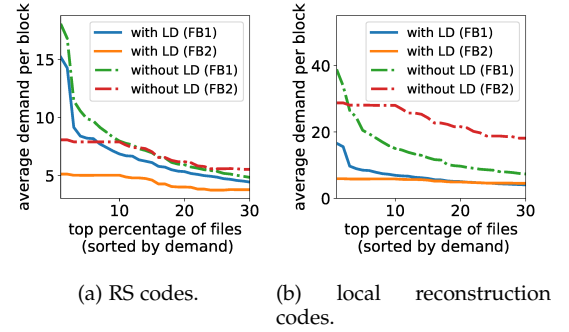 average demand per block
15
10
5
10
20
30
with LD (FB1)
with LD (FB2)
without LD (FB1)
without LD (FB2)
top percentage of files
(sorted by demand)
(a) RS codes.
average demand per block
40
20
0
10
20
30
with LD (FB1)
with LD (FB2)
without LD (FB1)
without LD (FB2)
top percentage of files
(sorted by demand)
(b) local reconstruction
codes.